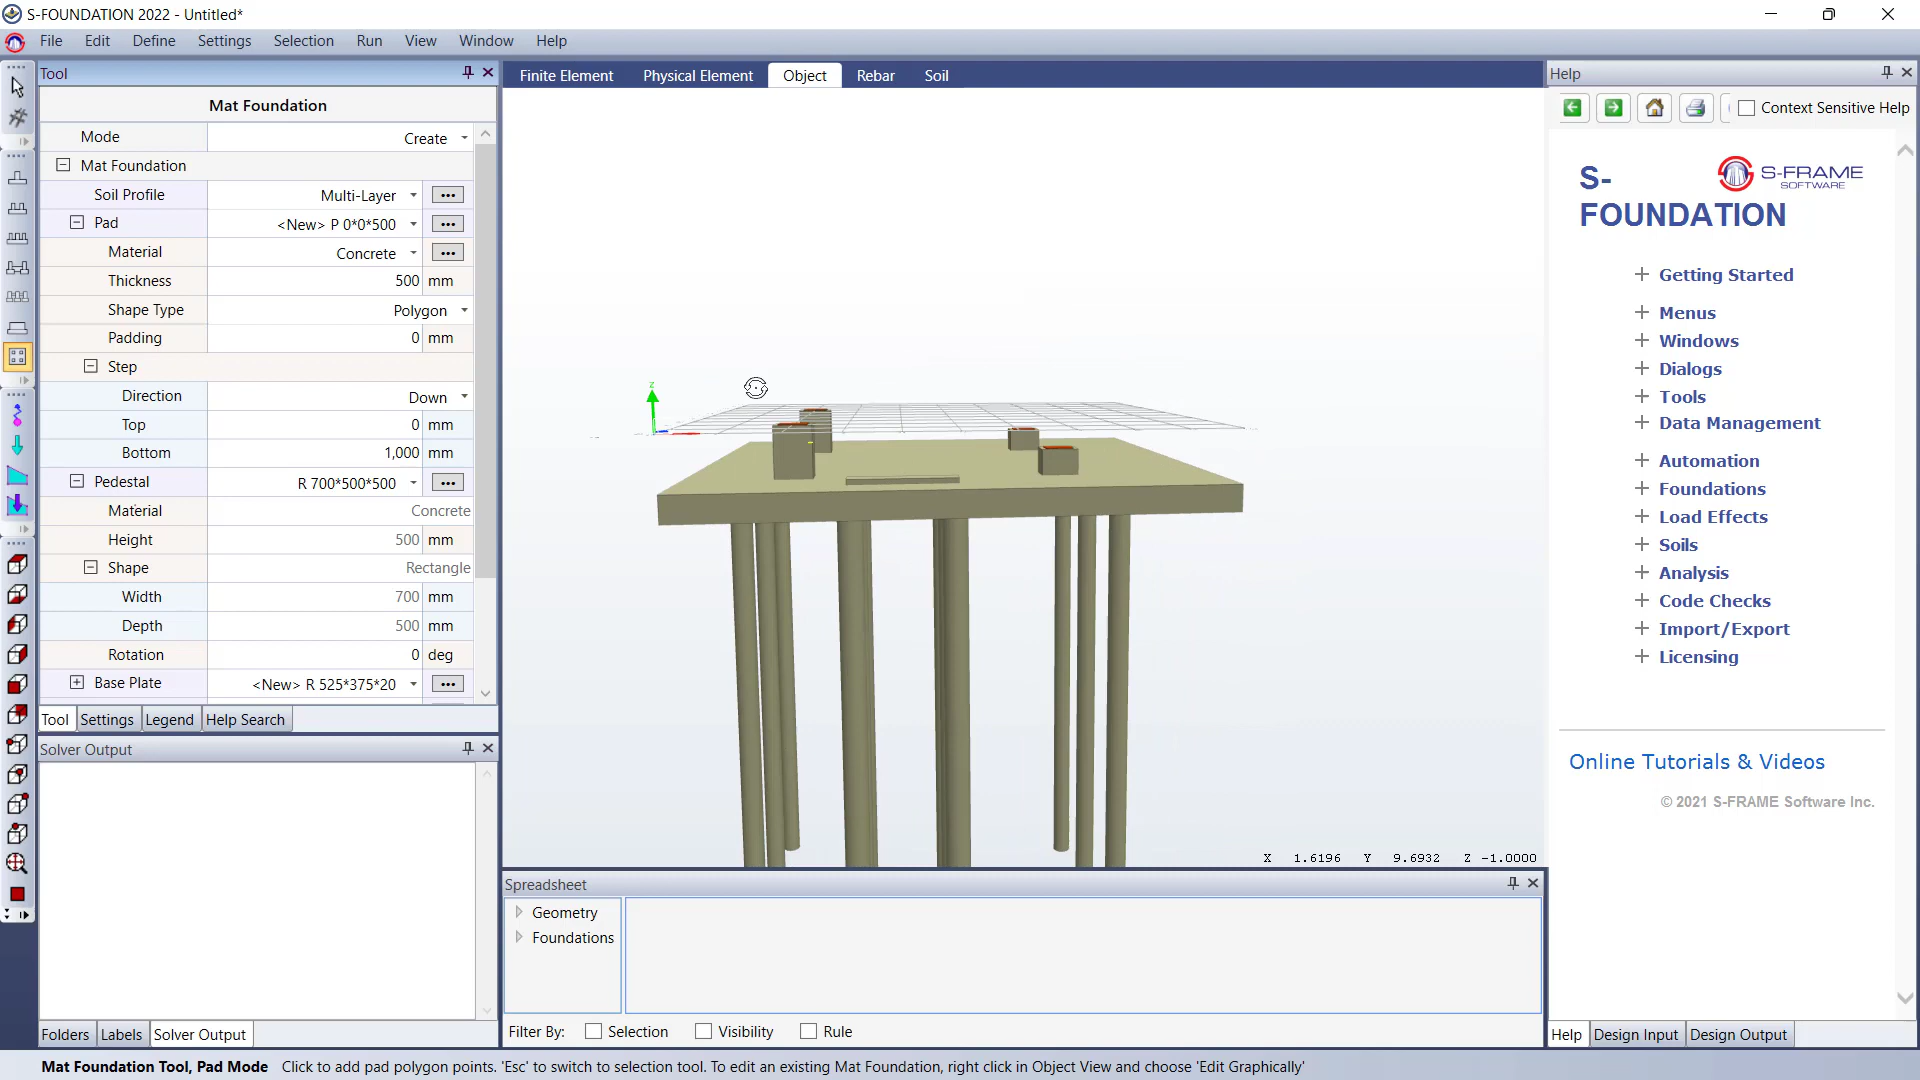 S-FOUNDATION 2022 - Untitled*
File Edit Define Settings Selection Run View Window Help
Tool
Mat Foundation
Mode Create
Mat Foundation
Soil Profile Multi-Layer
Pad <New> P 0*0*500
Material Concrete
Thickness 500 mm
Shape Type Polygon
Padding 0 mm
Step
Direction Down
Top 0 mm
Bottom 1,000 mm
Pedestal R 700*500*500
Material Concrete
Height 500 mm
Shape Rectangle
Width 700 mm
Depth 500 mm
Rotation 0 deg
Base Plate <New> R 525*375*20
Tool Settings Legend Help Search
Solver Output
Folders Labels Solver Output
Finite Element Physical Element Object Rebar Soil
Z
X 1.6196 Y 9.6932 Z -1.0000
Spreadsheet
Geometry
Foundations
Filter By: Selection Visibility Rule
Help
Context Sensitive Help
S-FRAME
SOFTWARE
S-
FOUNDATION
Getting Started
Menus
Windows
Dialogs
Tools
Data Management
Automation
Foundations
Load Effects
Soils
Analysis
Code Checks
Import/Export
Licensing
Online Tutorials & Videos
© 2021 S-FRAME Software Inc.
Help Design Input Design Output
Mat Foundation Tool, Pad Mode Click to add pad polygon points. 'Esc' to switch to selection tool. To edit an existing Mat Foundation, right click in Object View and choose 'Edit Graphically'